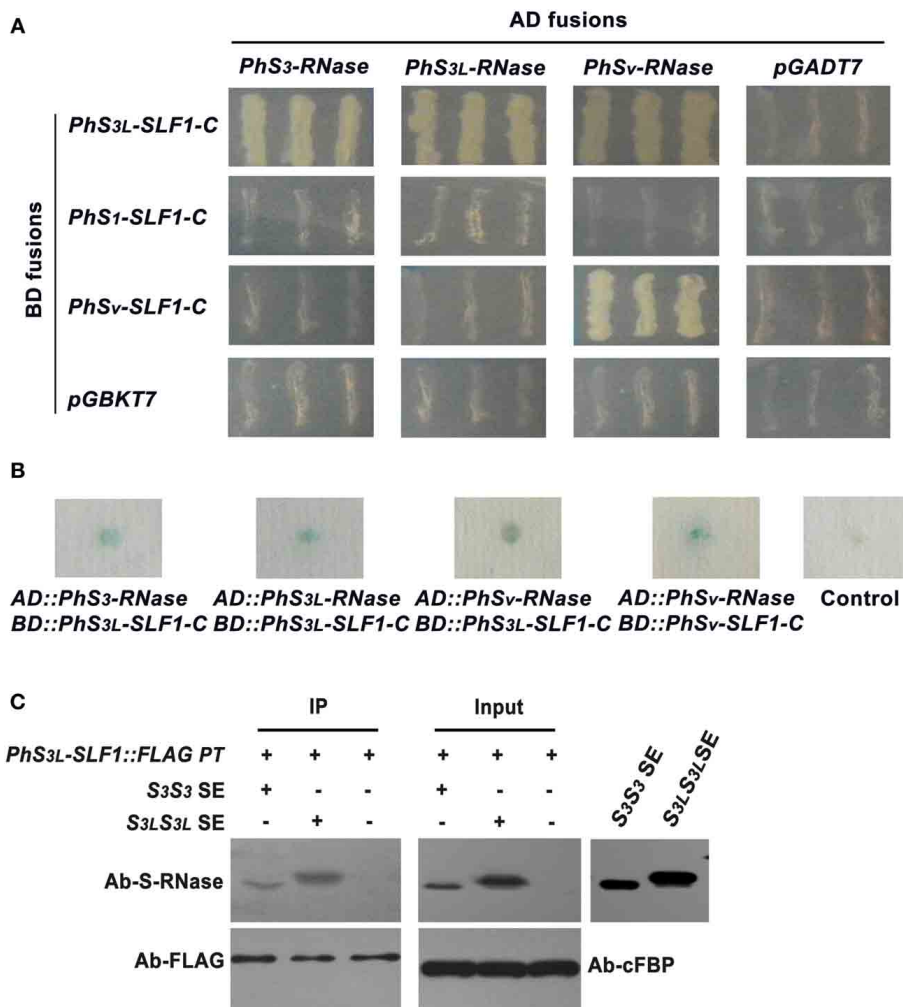 A
AD fusions
PhS3-RNase PhS3L-RNase PhSv-RNase pGADT7
BD fusions
PhS3L-SLF1-C
PhS1-SLF1-C
PhSv-SLF1-C
pGBKT7
B
AD::PhS3-RNase AD::PhS3L-RNase AD::PhSv-RNase AD::PhSv-RNase Control
BD::PhS3L-SLF1-C BD::PhS3L-SLF1-C BD::PhS3L-SLF1-C BD::PhSv-SLF1-C
C
IP Input
PhS3L-SLF1::FLAG PT + + + + + +
S3S3 SE + - - + - -
S3LS3L SE - + - - + -
S3S3 SE
S3LS3LSE
Ab-S-RNase
Ab-FLAG Ab-cFBP